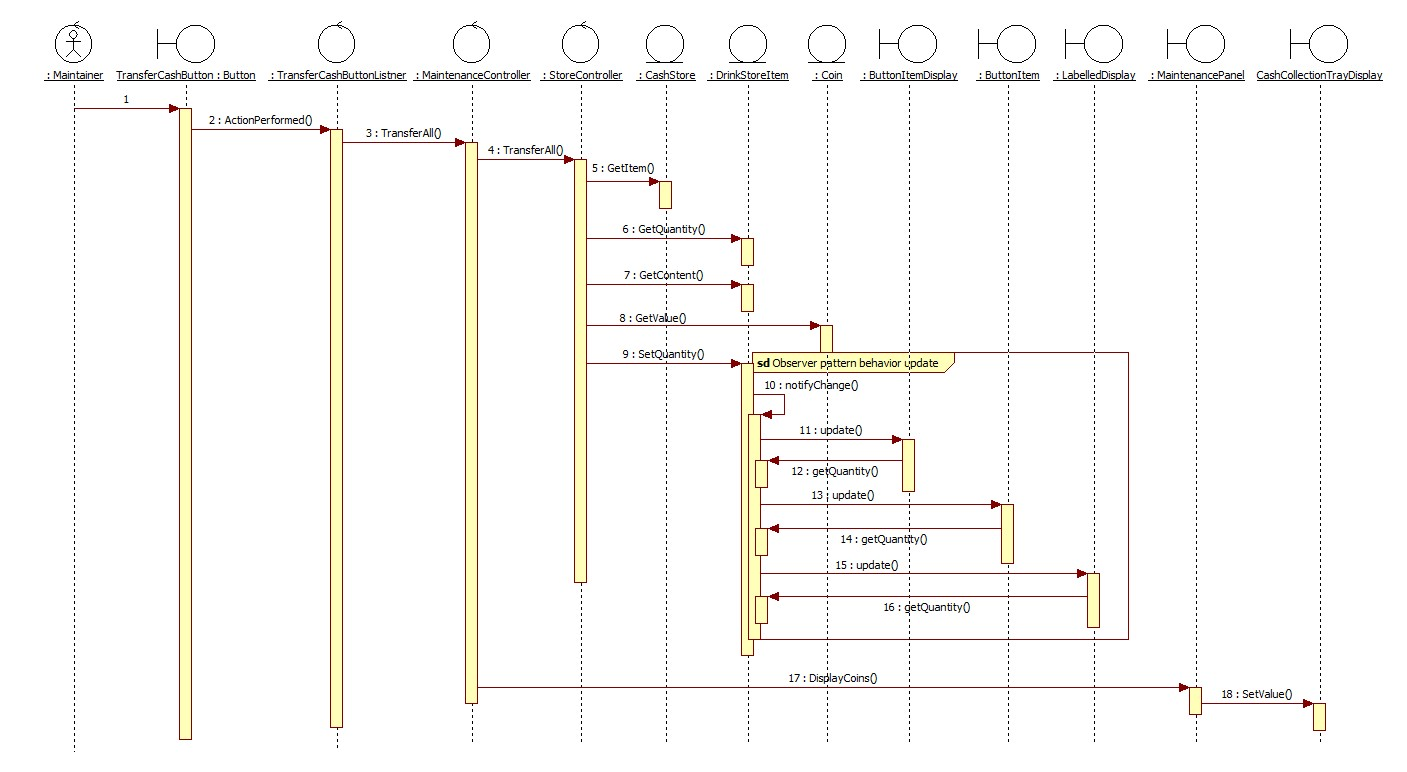 : Maintainer
TransferCashButton : Button
: TransferCashButtonListner
: MaintenanceController
: StoreController
: CashStore
: DrinkStoreItem
: Coin
: ButtonItemDisplay
: ButtonItem
: LabelledDisplay
: MaintenancePanel
CashCollectionTrayDisplay
1
2 : ActionPerformed()
3 : TransferAll()
4 : TransferAll()
5 : GetItem()
6 : GetQuantity()
7 : GetContent()
8 : GetValue()
9 : SetQuantity()
sd Observer pattern behavior update
10 : notifyChange()
11 : update()
12 : getQuantity()
13 : update()
14 : getQuantity()
15 : update()
16 : getQuantity()
17 : DisplayCoins()
18 : SetValue()